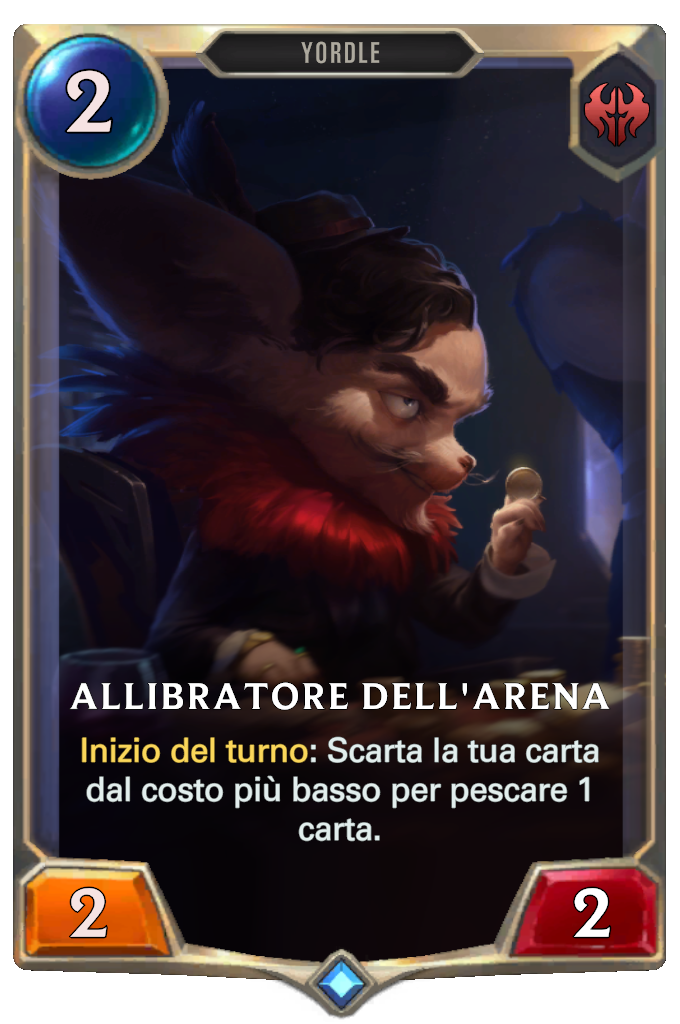 YORDLE
2
ALLIBRATORE DELL'ARENA
Inizio del turno: Scarta la tua carta
dal costo più basso per pescare 1
carta.
2
2